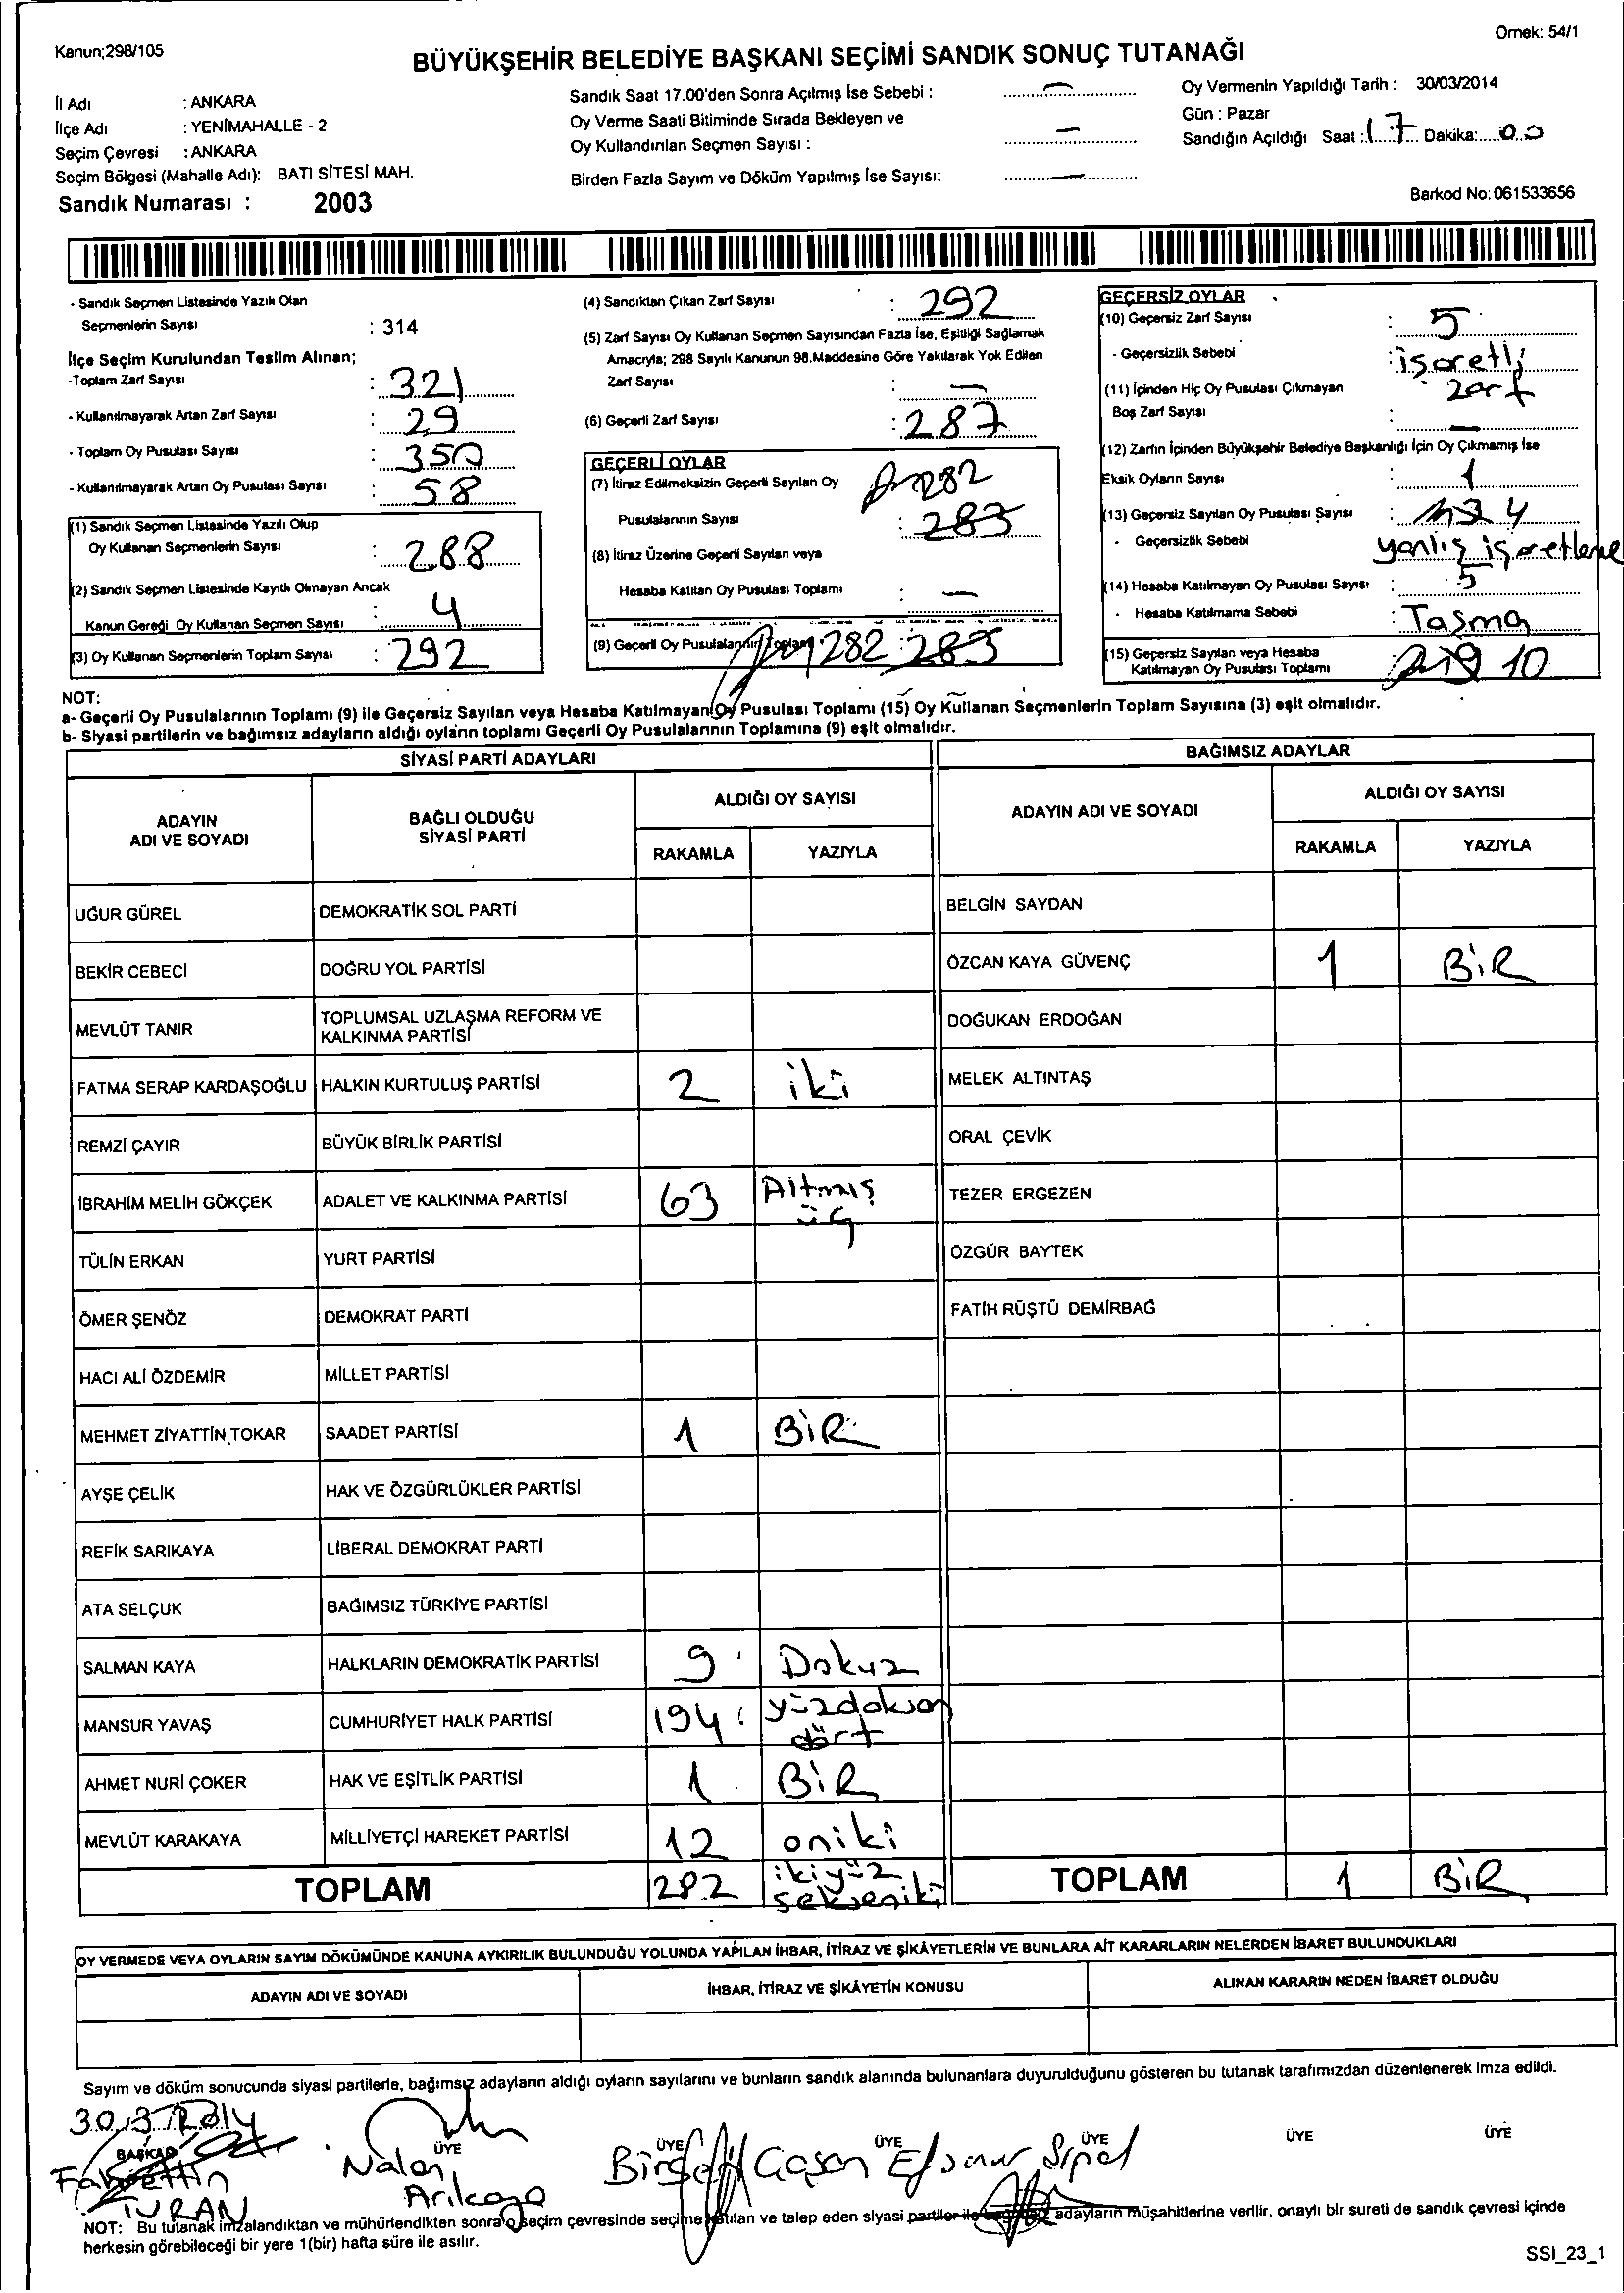 Kanun;298/105
Örnek: 54/1
BÜYÜKŞEHİR BELEDİYE BAŞKANI SEÇİMİ SANDIK SONUÇ TUTANAĞI
İl Adı : ANKARA
İlçe Adı : YENİMAHALLE - 2
Seçim Çevresi : ANKARA
Seçim Bölgesi (Mahalle Adı): BATI SİTESİ MAH.
Sandık Numarası : 2003
Sandık Saat 17.00'den Sonra Açılmış İse Sebebi : —
Oy Verme Saati Bitiminde Sırada Bekleyen ve
Oy Kullandırılan Seçmen Sayısı : —
Birden Fazla Sayım ve Döküm Yapılmış İse Sayısı: —
Oy Vermenin Yapıldığı Tarih : 30/03/2014
Gün : Pazar
Sandığın Açıldığı Saat : 17 Dakika: 00
Barkod No:061533656
- Sandık Seçmen Listesinde Yazılı Olan
Seçmenlerin Sayısı : 314
İlçe Seçim Kurulundan Teslim Alınan;
-Toplam Zarf Sayısı : 321
- Kullanılmayarak Artan Zarf Sayısı : 29
- Toplam Oy Pusulası Sayısı : 350
- Kullanılmayarak Artan Oy Pusulası Sayısı : 58
(1) Sandık Seçmen Listesinde Yazılı Olup
Oy Kullanan Seçmenlerin Sayısı : 288
(2) Sandık Seçmen Listesinde Kayıtlı Olmayan Ancak
Kanun Gereği Oy Kullanan Seçmen Sayısı : 4
(3) Oy Kullanan Seçmenlerin Toplam Sayısı : 292
(4) Sandıktan Çıkan Zarf Sayısı : 292
(5) Zarf Sayısı Oy Kullanan Seçmen Sayısından Fazla İse, Eşitliği Sağlamak
Amacıyla; 298 Sayılı Kanunun 98.Maddesine Göre Yakılarak Yok Edilen
Zarf Sayısı : —
(6) Geçerli Zarf Sayısı : 287
GEÇERLİ OYLAR
(7) İtiraz Edilmeksizin Geçerli Sayılan Oy 282
Pusulalarının Sayısı : 283
(8) İtiraz Üzerine Geçerli Sayılan veya
Hesaba Katılan Oy Pusulası Toplamı : —
(9) Geçerli Oy Pusulalarının Toplamı 282 : 283
GEÇERSİZ OYLAR
(10) Geçersiz Zarf Sayısı : 5
- Geçersizlik Sebebi : işaretli
zarf
(11) İçinden Hiç Oy Pusulası Çıkmayan
Boş Zarf Sayısı : —
(12) Zarfın İçinden Büyükşehir Belediye Başkanlığı İçin Oy Çıkmamış İse
Eksik Oyların Sayısı : 1
(13) Geçersiz Sayılan Oy Pusulası Sayısı : 3 4
- Geçersizlik Sebebi yanlış işaretleme
(14) Hesaba Katılmayan Oy Pusulası Sayısı : 5
- Hesaba Katılmama Sebebi : Taşma
(15) Geçersiz Sayılan veya Hesaba
Katılmayan Oy Pusulası Toplamı : 9 10
NOT:
a- Geçerli Oy Pusulalarının Toplamı (9) ile Geçersiz Sayılan veya Hesaba Katılmayan Oy Pusulası Toplamı (15) Oy Kullanan Seçmenlerin Toplam Sayısına (3) eşit olmalıdır.
b- Siyasi partilerin ve bağımsız adayların aldığı oyların toplamı Geçerli Oy Pusulalarının Toplamına (9) eşit olmalıdır.
SİYASİ PARTİ ADAYLARI
ADAYIN ADI VE SOYADI BAĞLI OLDUĞU SİYASİ PARTİ ALDIĞI OY SAYISI
RAKAMLA YAZIYLA
UĞUR GÜREL DEMOKRATİK SOL PARTİ
BEKİR CEBECİ DOĞRU YOL PARTİSİ
MEVLÜT TANIR TOPLUMSAL UZLAŞMA REFORM VE KALKINMA PARTİSİ
FATMA SERAP KARDAŞOĞLU HALKIN KURTULUŞ PARTİSİ 2 iki
REMZİ ÇAYIR BÜYÜK BİRLİK PARTİSİ
İBRAHİM MELİH GÖKÇEK ADALET VE KALKINMA PARTİSİ 63 Altmış üç
TÜLİN ERKAN YURT PARTİSİ
ÖMER ŞENÖZ DEMOKRAT PARTİ
HACI ALİ ÖZDEMİR MİLLET PARTİSİ
MEHMET ZİYATTİN TOKAR SAADET PARTİSİ 1 BİR
AYŞE ÇELİK HAK VE ÖZGÜRLÜKLER PARTİSİ
REFİK SARIKAYA LİBERAL DEMOKRAT PARTİ
ATA SELÇUK BAĞIMSIZ TÜRKİYE PARTİSİ
SALMAN KAYA HALKLARIN DEMOKRATİK PARTİSİ 9 Dokuz
MANSUR YAVAŞ CUMHURİYET HALK PARTİSİ 194 yüzdoksan dört
AHMET NURİ ÇOKER HAK VE EŞİTLİK PARTİSİ 1 BİR
MEVLÜT KARAKAYA MİLLİYETÇİ HAREKET PARTİSİ 12 oniki
TOPLAM 282 ikiyüz sekseniki
BAĞIMSIZ ADAYLAR
ADAYIN ADI VE SOYADI ALDIĞI OY SAYISI
RAKAMLA YAZIYLA
BELGİN SAYDAN
ÖZCAN KAYA GÜVENÇ 1 BİR
DOĞUKAN ERDOĞAN
MELEK ALTINTAŞ
ORAL ÇEVİK
TEZER ERGEZEN
ÖZGÜR BAYTEK
FATİH RÜŞTÜ DEMİRBAĞ
TOPLAM 1 BİR
OY VERMEDE VEYA OYLARIN SAYIM DÖKÜMÜNDE KANUNA AYKIRILIK BULUNDUĞU YOLUNDA YAPILAN İHBAR, İTİRAZ VE ŞİKÂYETLERİN VE BUNLARA AİT KARARLARIN NELERDEN İBARET BULUNDUKLARI
ADAYIN ADI VE SOYADI İHBAR, İTİRAZ VE ŞİKÂYETİN KONUSU ALINAN KARARIN NEDEN İBARET OLDUĞU
Sayım ve döküm sonucunda siyasi partilerle, bağımsız adayların aldığı oyların sayılarını ve bunların sandık alanında bulunanlara duyurulduğunu gösteren bu tutanak tarafımızdan düzenlenerek imza edildi.
30.3.2014
BAŞKAN ÜYE ÜYE ÜYE ÜYE ÜYE ÜYE
Fahrettin TURAN
Nalan Arıkaya
NOT: Bu tutanak imzalandıktan ve mühürlendikten sonra o seçim çevresinde seçime katılan ve talep eden siyasi partiler ile bağımsız adayların müşahitlerine verilir, onaylı bir sureti de sandık çevresi içinde
herkesin görebileceği bir yere 1(bir) hafta süre ile asılır.
SSI_23_1